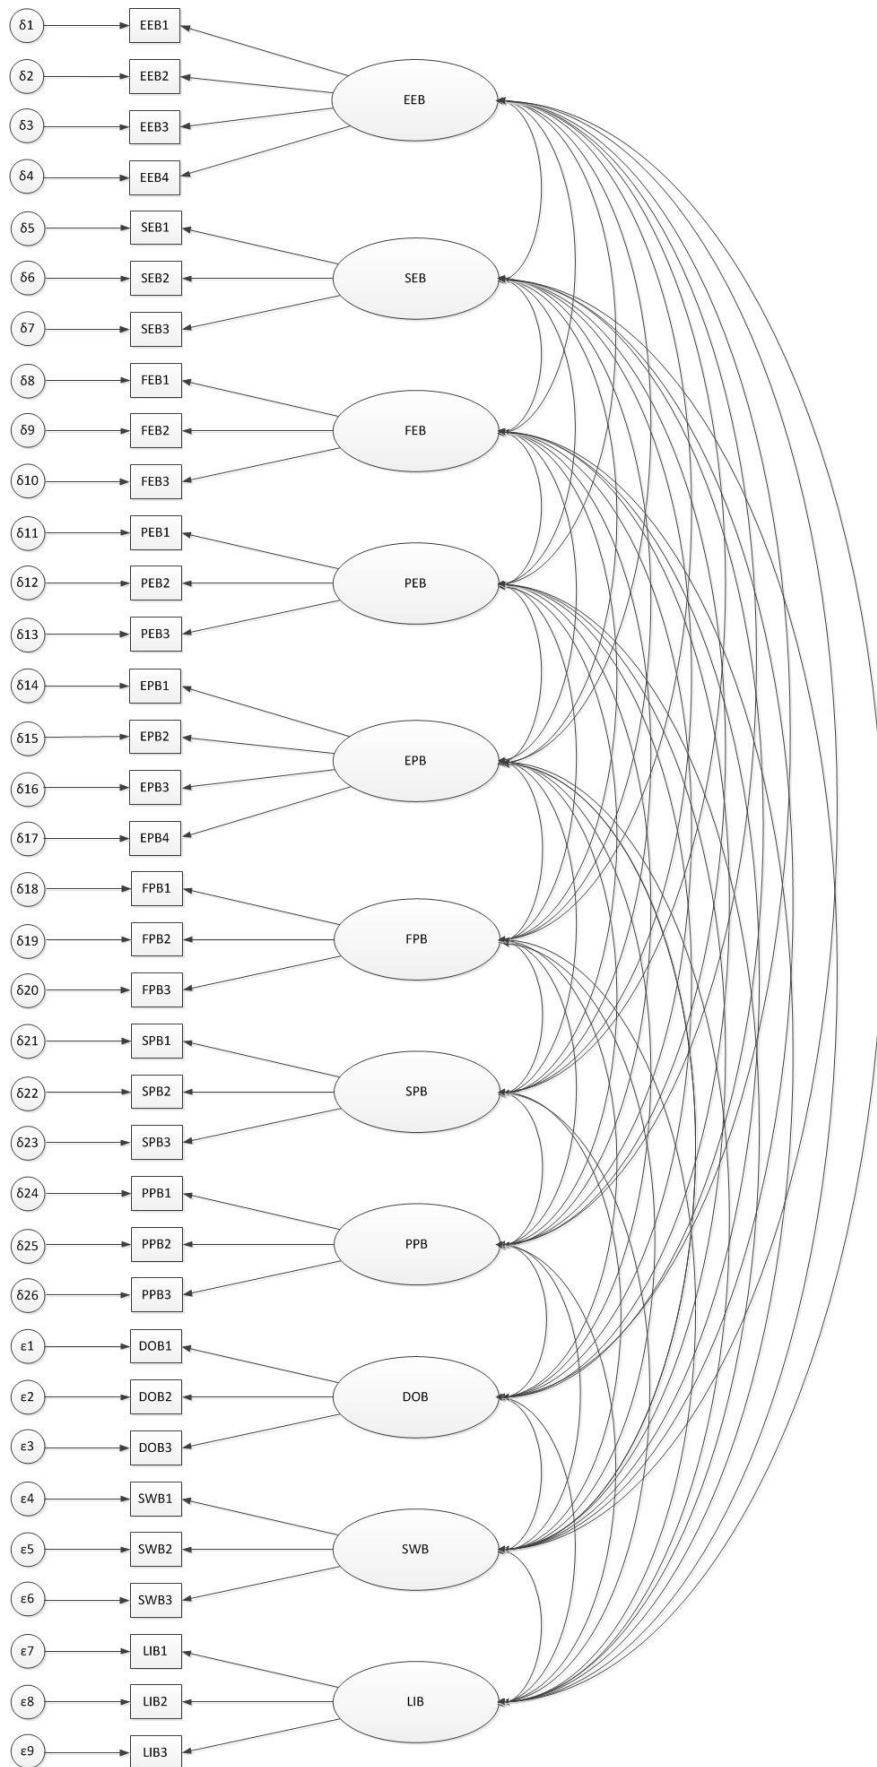 δ1 EEB1
δ2 EEB2
EEB
δ3 EEB3
δ4 EEB4
δ5 SEB1
δ6 SEB2 SEB
δ7 SEB3
δ8 FEB1
δ9 FEB2 FEB
δ10 FEB3
δ11 PEB1
δ12 PEB2 PEB
δ13 PEB3
δ14 EPB1
δ15 EPB2
EPB
δ16 EPB3
δ17 EPB4
δ18 FPB1
δ19 FPB2 FPB
δ20 FPB3
δ21 SPB1
δ22 SPB2 SPB
δ23 SPB3
δ24 PPB1
δ25 PPB2 PPB
δ26 PPB3
ε1 DOB1
ε2 DOB2 DOB
ε3 DOB3
ε4 SWB1
ε5 SWB2 SWB
ε6 SWB3
ε7 LIB1
ε8 LIB2 LIB
ε9 LIB3